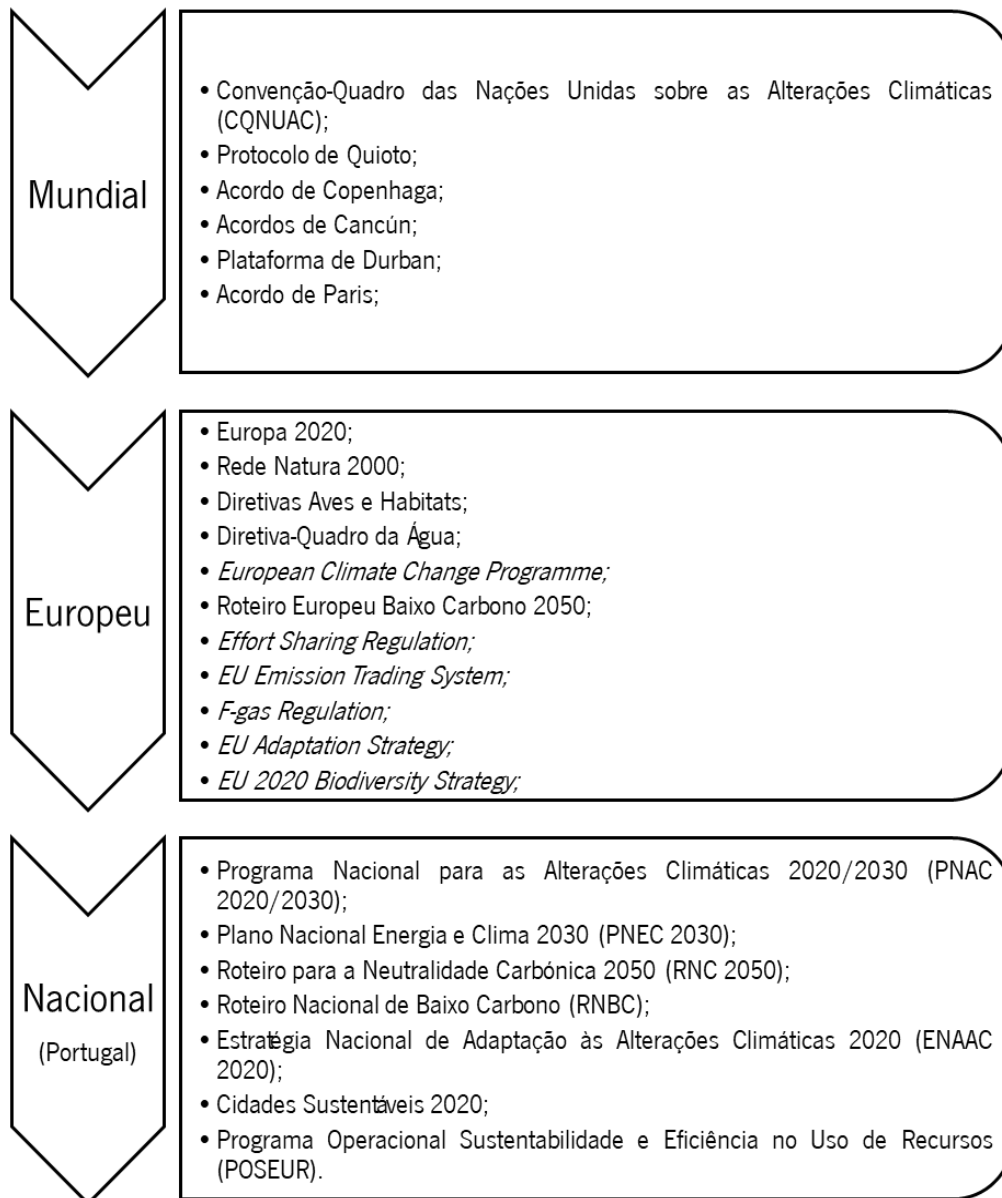 Mundial
• Convenção-Quadro das Nações Unidas sobre as Alterações Climáticas
(CQNUAC);
• Protocolo de Quioto;
• Acordo de Copenhaga;
• Acordos de Cancún;
• Plataforma de Durban;
• Acordo de Paris;
Europeu
• Europa 2020;
• Rede Natura 2000;
• Diretivas Aves e Habitats;
• Diretiva-Quadro da Água;
• European Climate Change Programme;
• Roteiro Europeu Baixo Carbono 2050;
• Effort Sharing Regulation;
• EU Emission Trading System;
• F-gas Regulation;
• EU Adaptation Strategy;
• EU 2020 Biodiversity Strategy;
Nacional
(Portugal)
• Programa Nacional para as Alterações Climáticas 2020/2030 (PNAC
2020/2030);
• Plano Nacional Energia e Clima 2030 (PNEC 2030);
• Roteiro para a Neutralidade Carbónica 2050 (RNC 2050);
• Roteiro Nacional de Baixo Carbono (RNBC);
• Estratégia Nacional de Adaptação às Alterações Climáticas 2020 (ENAAC
2020);
• Cidades Sustentáveis 2020;
• Programa Operacional Sustentabilidade e Eficiência no Uso de Recursos
(POSEUR).